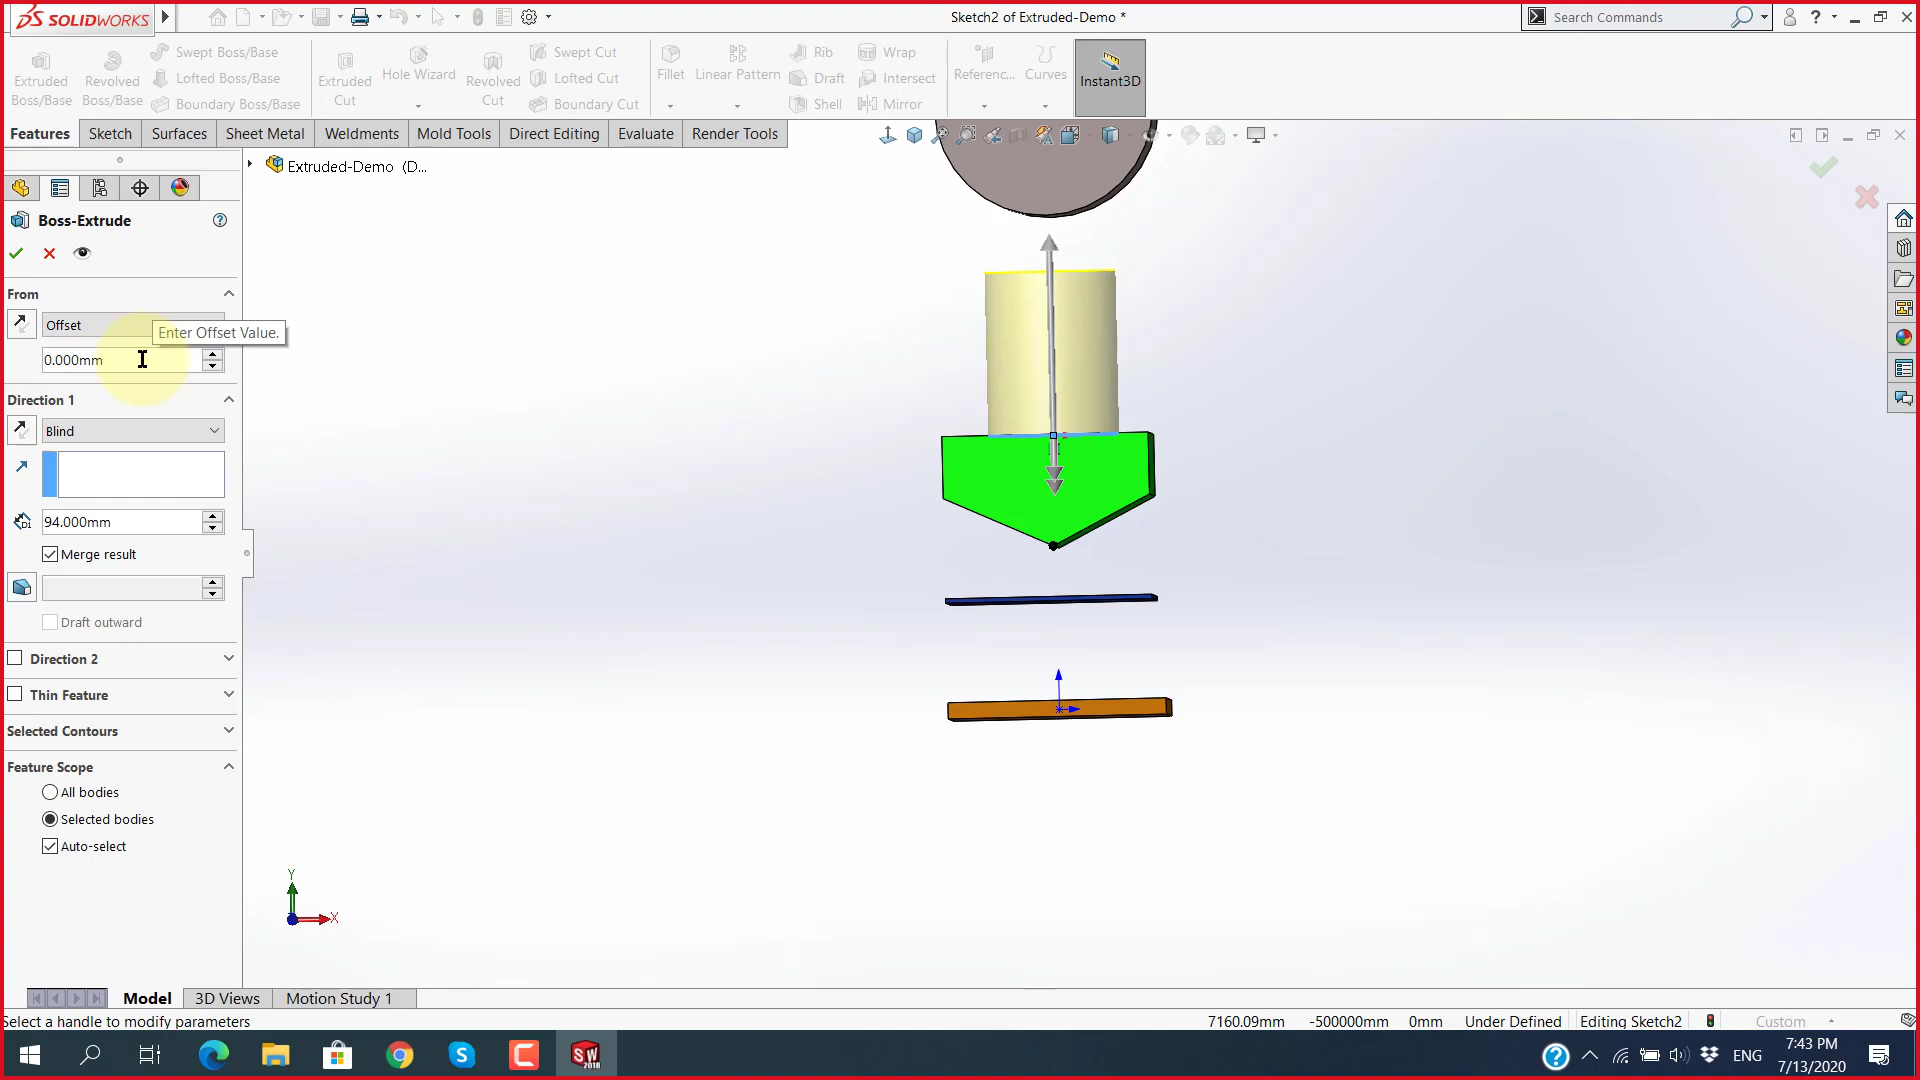 SOLIDWORKS
Sketch2 of Extruded-Demo *
Search Commands
?
Extruded Boss/Base
Revolved Boss/Base
Swept Boss/Base
Lofted Boss/Base
Boundary Boss/Base
Extruded Cut
Hole Wizard
Revolved Cut
Swept Cut
Lofted Cut
Boundary Cut
Fillet
Linear Pattern
Rib
Draft
Shell
Wrap
Intersect
Mirror
Referenc...
Curves
Instant3D
Features
Sketch
Surfaces
Sheet Metal
Weldments
Mold Tools
Direct Editing
Evaluate
Render Tools
Extruded-Demo (D...
Boss-Extrude
?
From
Offset
Enter Offset Value.
0.000mm
Direction 1
Blind
D1
94.000mm
Merge result
Draft outward
Direction 2
Thin Feature
Selected Contours
Feature Scope
All bodies
Selected bodies
Auto-select
Y
X
Model
3D Views
Motion Study 1
Select a handle to modify parameters
7160.09mm
-500000mm
0mm
Under Defined
Editing Sketch2
Custom
SW
2018
?
ENG
7:43 PM
7/13/2020